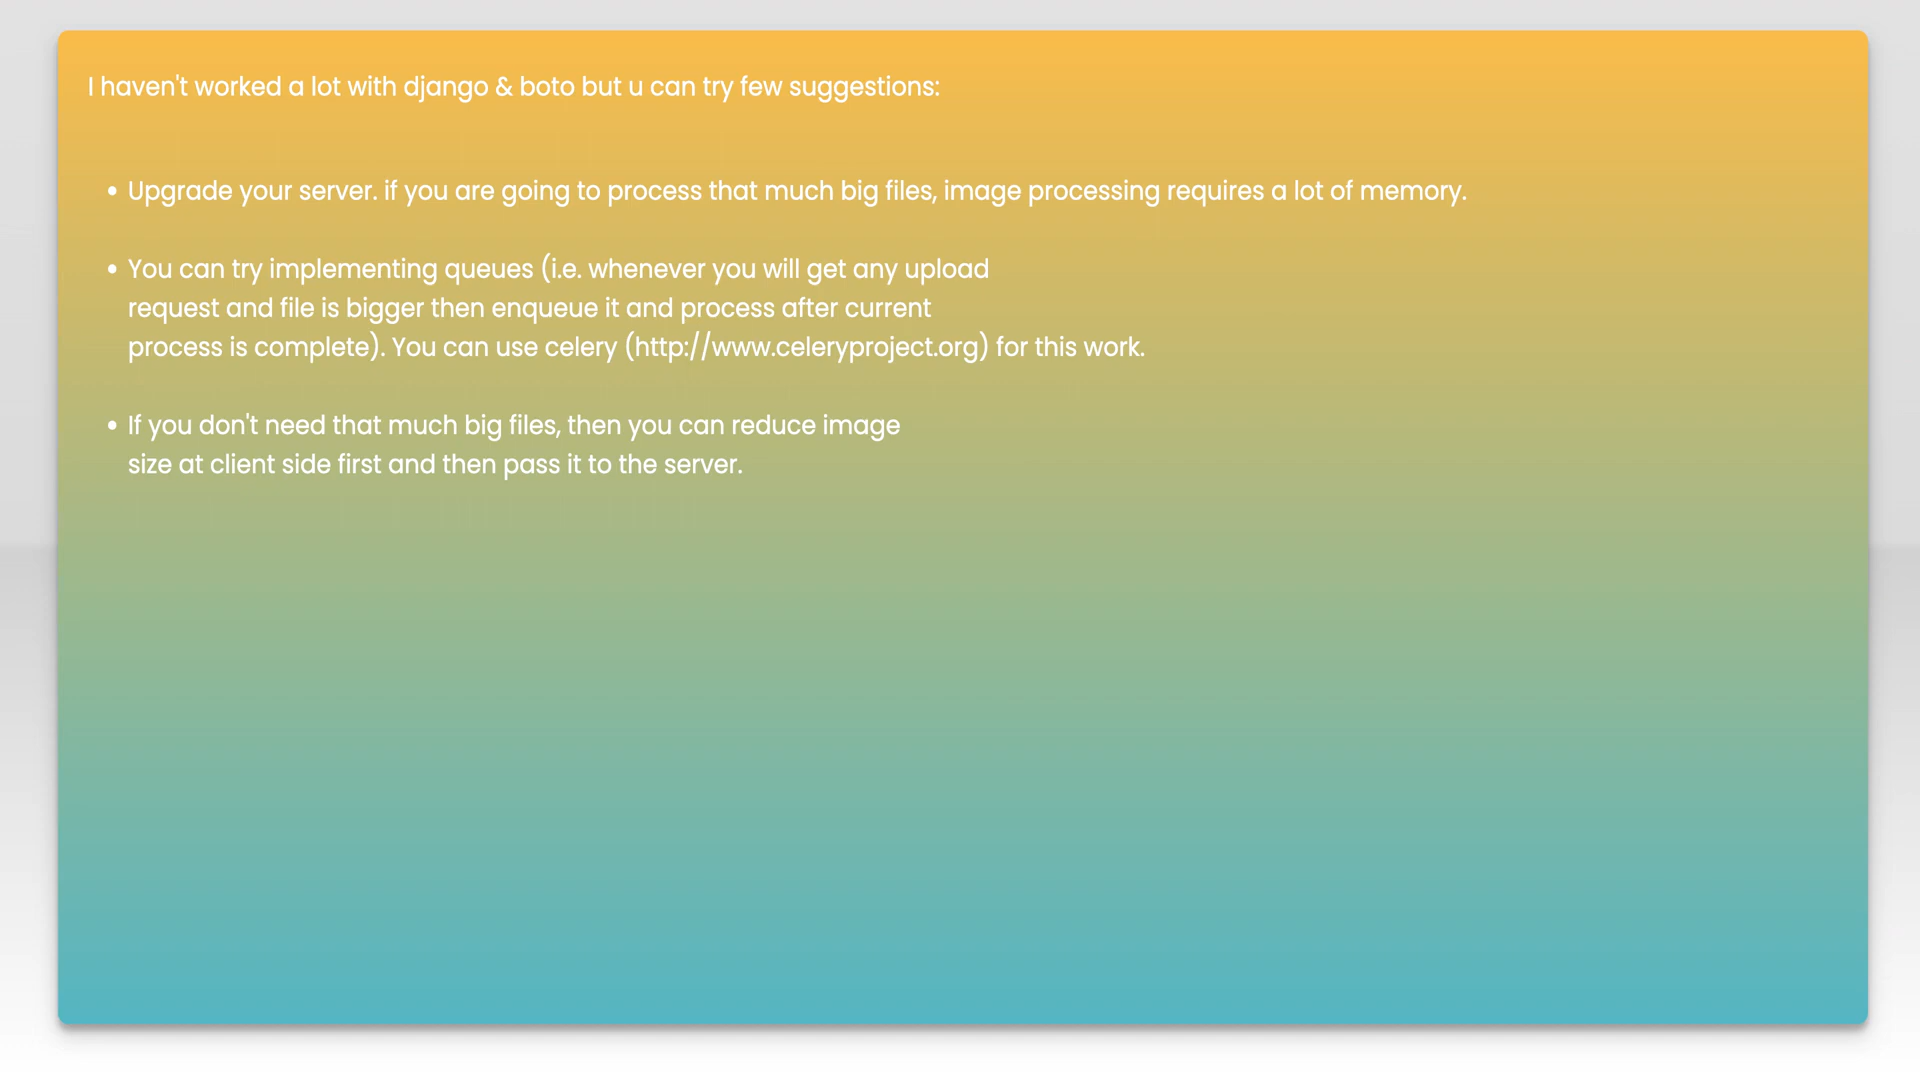 I haven't worked a lot with django & boto but u can try few suggestions:
• Upgrade your server. if you are going to process that much big files, image processing requires a lot of memory.
• You can try implementing queues (i.e. whenever you will get any upload
request and file is bigger then enqueue it and process after current
process is complete). You can use celery (http://www.celeryproject.org) for this work.
• If you don't need that much big files, then you can reduce image
size at client side first and then pass it to the server.